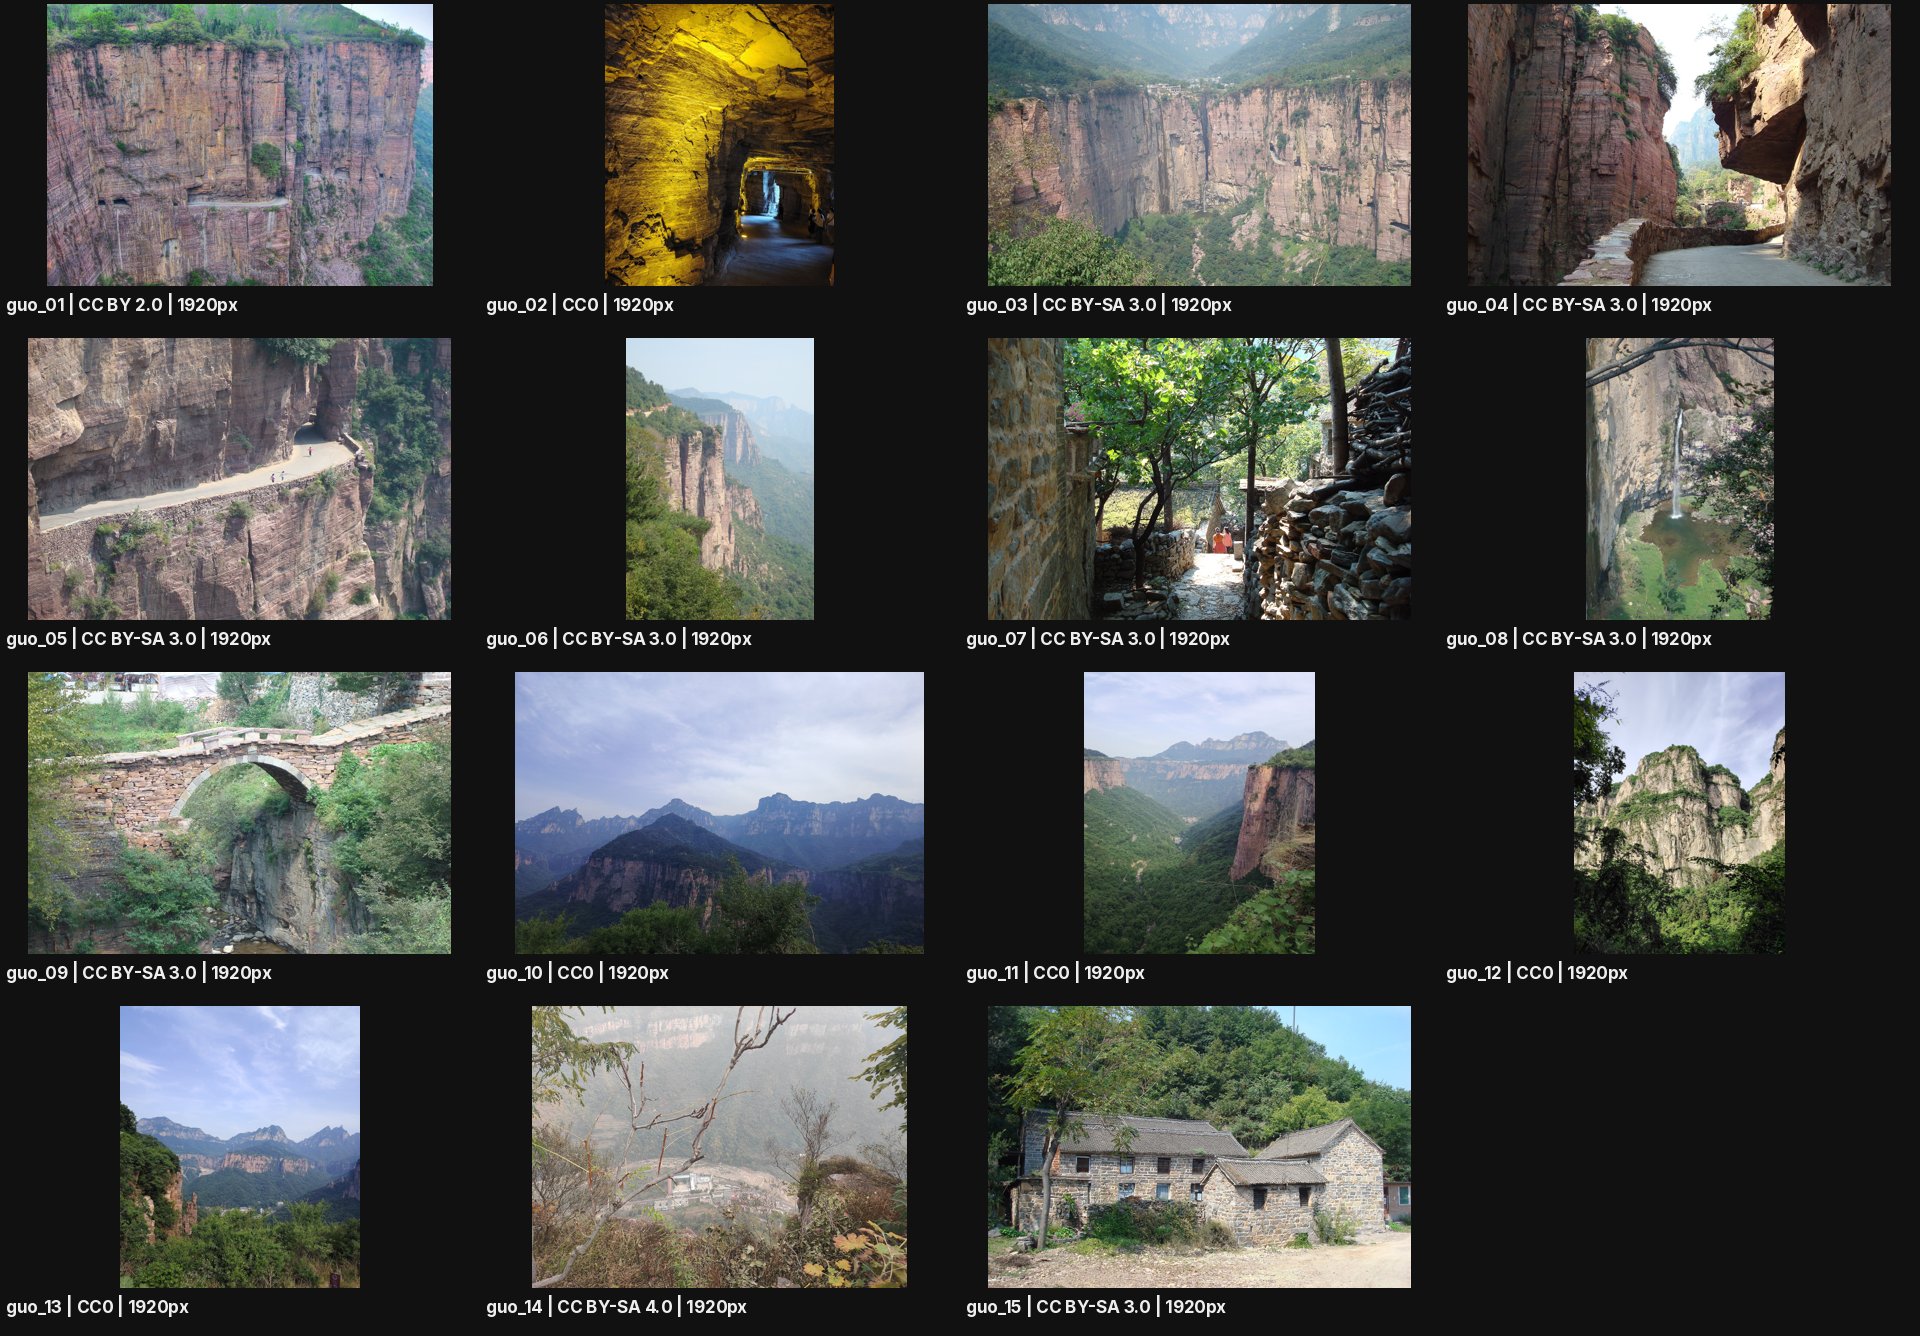 guo_01 | CC BY 2.0 | 1920px
guo_02 | CC0 | 1920px
guo_03 | CC BY-SA 3.0 | 1920px
guo_04 | CC BY-SA 3.0 | 1920px
guo_05 | CC BY-SA 3.0 | 1920px
guo_06 | CC BY-SA 3.0 | 1920px
guo_07 | CC BY-SA 3.0 | 1920px
guo_08 | CC BY-SA 3.0 | 1920px
guo_09 | CC BY-SA 3.0 | 1920px
guo_10 | CC0 | 1920px
guo_11 | CC0 | 1920px
guo_12 | CC0 | 1920px
guo_13 | CC0 | 1920px
guo_14 | CC BY-SA 4.0 | 1920px
guo_15 | CC BY-SA 3.0 | 1920px